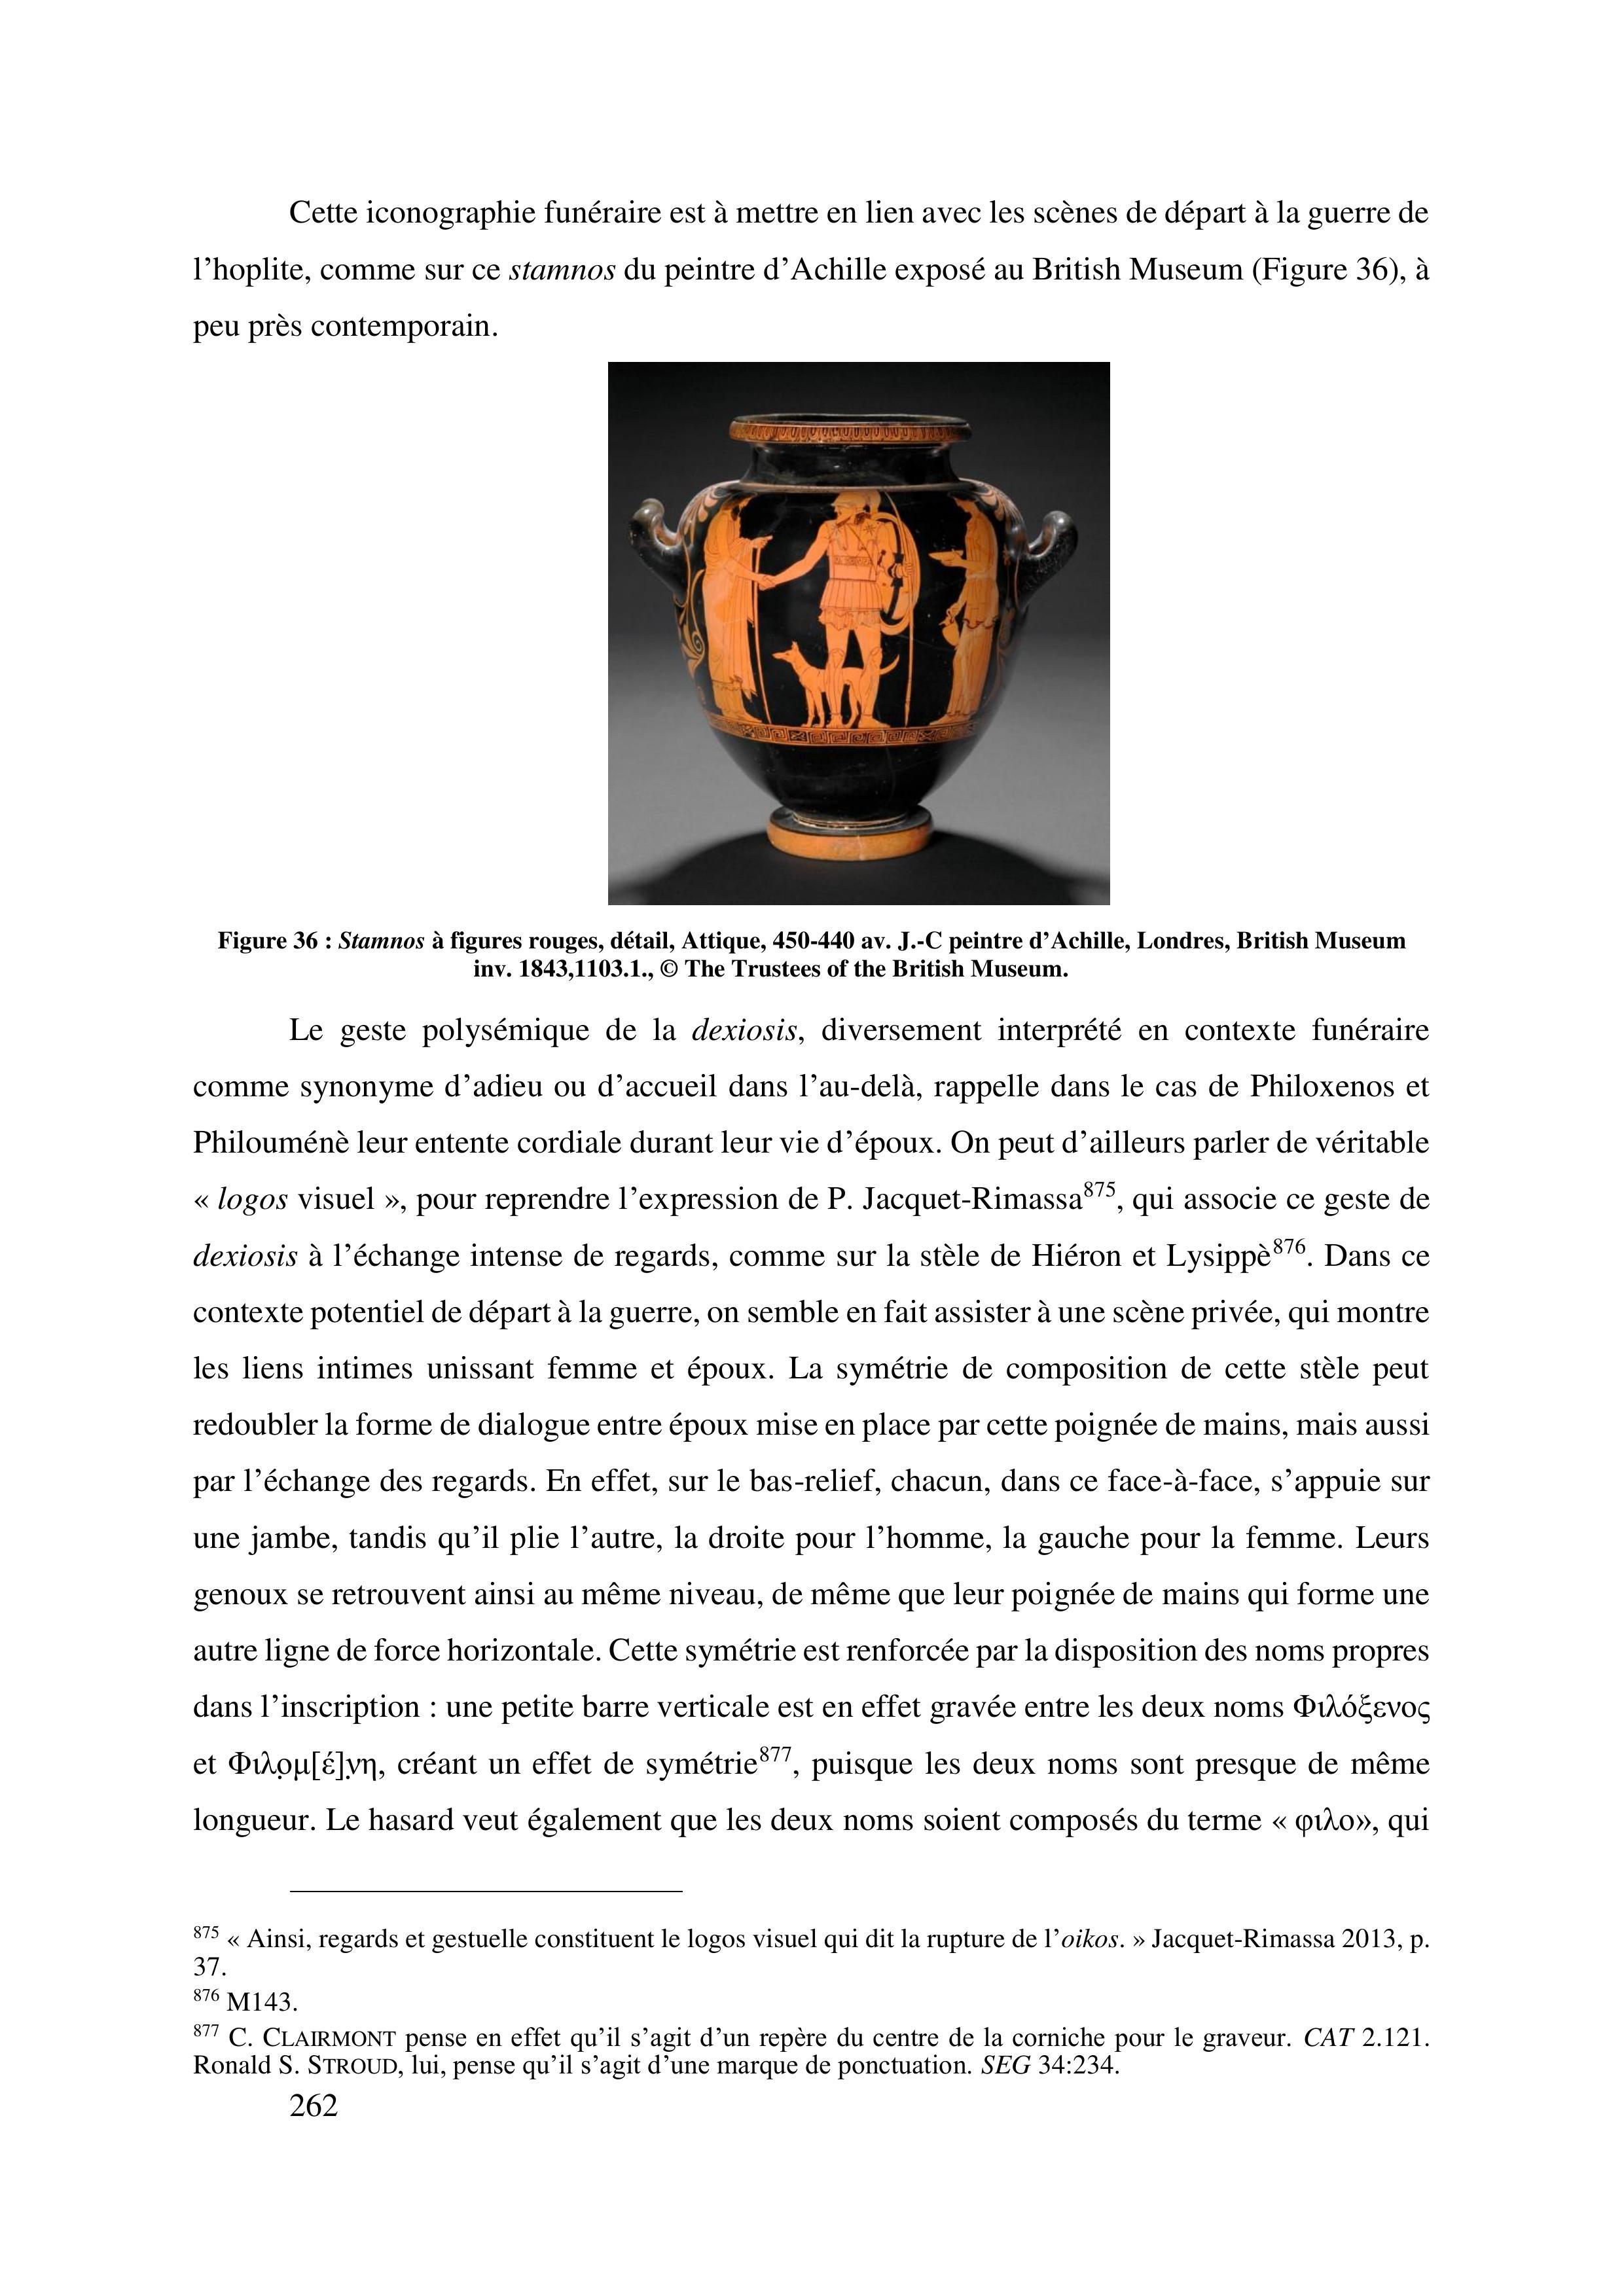 Cette iconographie funéraire est à mettre en lien avec les scènes de départ à la guerre de
l’hoplite, comme sur ce stamnos du peintre d’Achille exposé au British Museum (Figure 36), à
peu près contemporain.
Figure 36 : Stamnos à figures rouges, détail, Attique, 450-440 av. J.-C peintre d’Achille, Londres, British Museum
inv. 1843,1103.1., © The Trustees of the British Museum.
Le geste polysémique de la dexiosis, diversement interprété en contexte funéraire
comme synonyme d’adieu ou d’accueil dans l’au-delà, rappelle dans le cas de Philoxenos et
Philouménè leur entente cordiale durant leur vie d’époux. On peut d’ailleurs parler de véritable
« logos visuel », pour reprendre l’expression de P. Jacquet-Rimassa875, qui associe ce geste de
dexiosis à l’échange intense de regards, comme sur la stèle de Hiéron et Lysippè876. Dans ce
contexte potentiel de départ à la guerre, on semble en fait assister à une scène privée, qui montre
les liens intimes unissant femme et époux. La symétrie de composition de cette stèle peut
redoubler la forme de dialogue entre époux mise en place par cette poignée de mains, mais aussi
par l’échange des regards. En effet, sur le bas-relief, chacun, dans ce face-à-face, s’appuie sur
une jambe, tandis qu’il plie l’autre, la droite pour l’homme, la gauche pour la femme. Leurs
genoux se retrouvent ainsi au même niveau, de même que leur poignée de mains qui forme une
autre ligne de force horizontale. Cette symétrie est renforcée par la disposition des noms propres
dans l’inscription : une petite barre verticale est en effet gravée entre les deux noms Φιλόξενος
et Φιλο̣μ[έ]ν̣η, créant un effet de symétrie877, puisque les deux noms sont presque de même
longueur. Le hasard veut également que les deux noms soient composés du terme « φιλο», qui
875 « Ainsi, regards et gestuelle constituent le logos visuel qui dit la rupture de l’oikos. » Jacquet-Rimassa 2013, p.
37.
876 M143.
877 C. CLAIRMONT pense en effet qu’il s’agit d’un repère du centre de la corniche pour le graveur. CAT 2.121.
Ronald S. STROUD, lui, pense qu’il s’agit d’une marque de ponctuation. SEG 34:234.
262